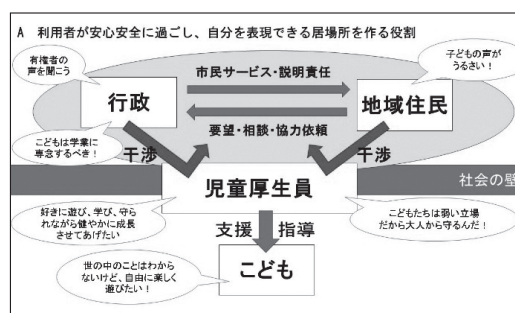 A 利用者が安心安全に過ごし、自分を表現できる居場所を作る役割
有権者の
声を聞こう
子どもの声が
うるさい！
市民サービス・説明責任
行政
地域住民
要望・相談・協力依頼
こどもは学業に
専念するべき！
干渉
干渉
社会の壁
児童厚生員
好きに遊び、学び、守ら
れながら健やかに成長
させてあげたい
こどもたちは弱い立場
だから大人から守るんだ！
支援
指導
こども
世の中のことはわから
ないけど、自由に楽しく
遊びたい！